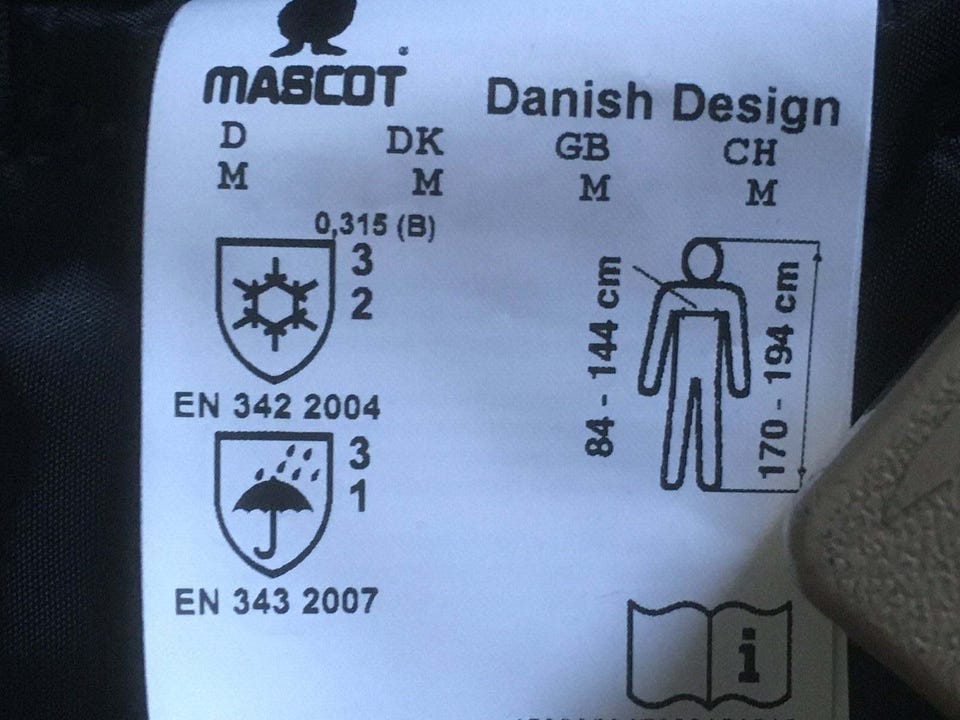 MASCOT®
Danish Design
D DK GB CH
M M M M
0,315 (B)
3
2
EN 342 2004
3
1
EN 343 2007
84 - 144 cm
170 - 194 cm
i